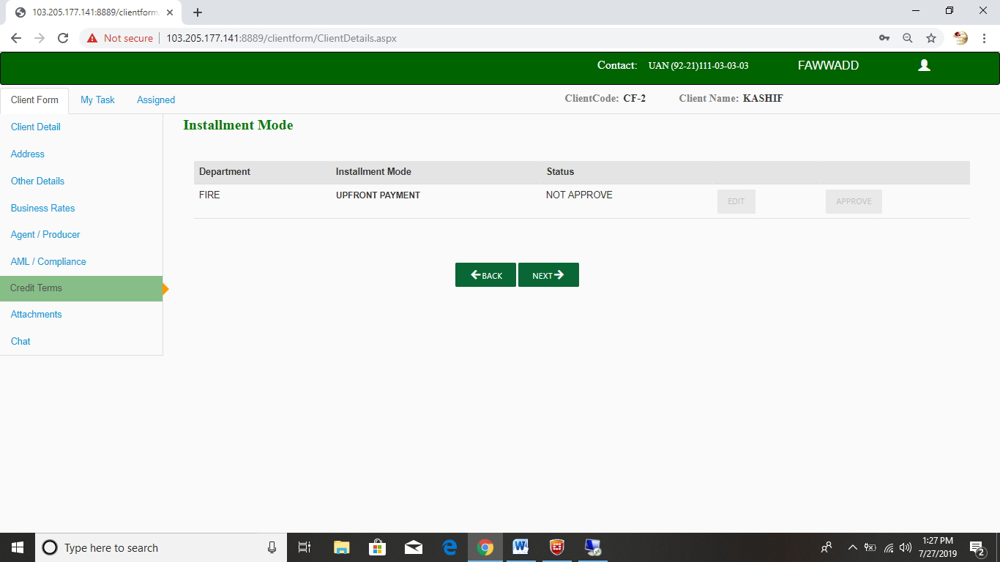 103.205.177.141:8889/clientform
Not secure
103.205.177.141:8889/clientform/ClientDetails.aspx
Contact: UAN (92-21)111-03-03-03 FAWWADD
Client Form My Task Assigned ClientCode: CF-2 Client Name: KASHIF
Client Detail
Address
Other Details
Business Rates
Agent / Producer
AML / Compliance
Credit Terms
Attachments
Chat
Installment Mode
Department Installment Mode Status
FIRE UPFRONT PAYMENT NOT APPROVE EDIT APPROVE
BACK NEXT
Type here to search
1:27 PM
7/27/2019
2